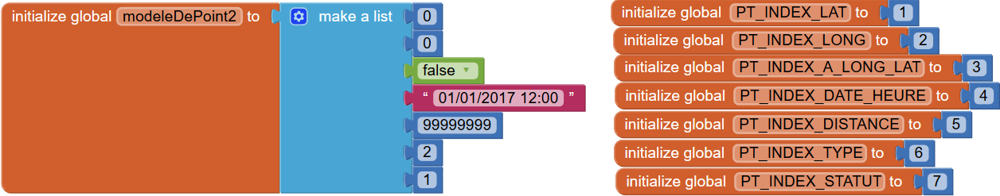 initialize global modeleDePoint2 to make a list 0
0
false
“ 01/01/2017 12:00 ”
99999999
2
1
initialize global PT_INDEX_LAT to 1
initialize global PT_INDEX_LONG to 2
initialize global PT_INDEX_A_LONG_LAT to 3
initialize global PT_INDEX_DATE_HEURE to 4
initialize global PT_INDEX_DISTANCE to 5
initialize global PT_INDEX_TYPE to 6
initialize global PT_INDEX_STATUT to 7